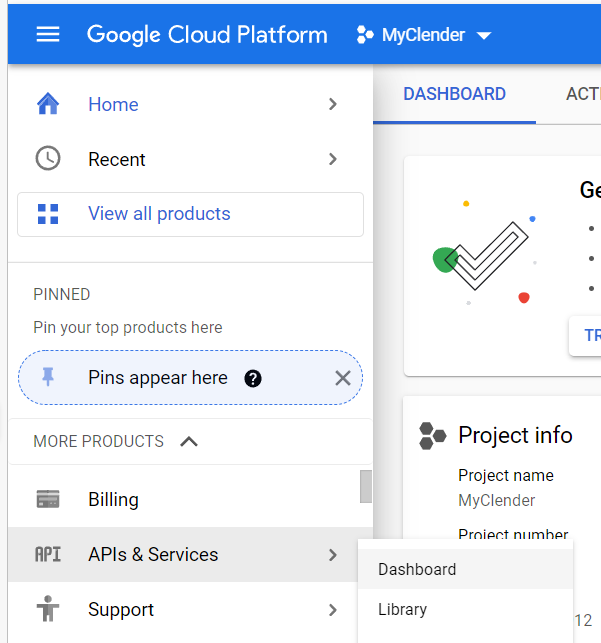 Google Cloud Platform MyClender
Home
Recent
View all products
PINNED
Pin your top products here
Pins appear here ?
MORE PRODUCTS
Billing
API APIs & Services
Support
DASHBOARD ACTI
Ge
TR
Project info
Project name
MyClender
Project number
Dashboard
Library
12